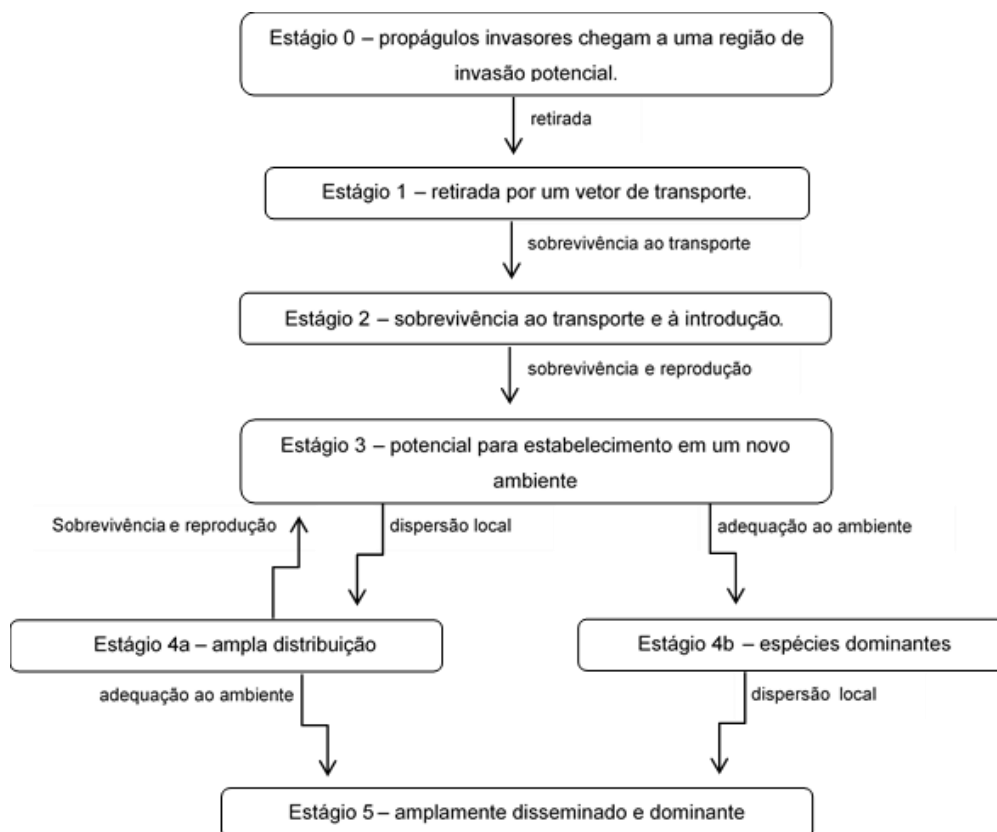 Estágio 0 – propágulos invasores chegam a uma região de
invasão potencial.
retirada
Estágio 1 – retirada por um vetor de transporte.
sobrevivência ao transporte
Estágio 2 – sobrevivência ao transporte e à introdução.
sobrevivência e reprodução
Estágio 3 – potencial para estabelecimento em um novo
ambiente
Sobrevivência e reprodução
dispersão local
adequação ao ambiente
Estágio 4a – ampla distribuição
Estágio 4b – espécies dominantes
adequação ao ambiente
dispersão local
Estágio 5 – amplamente disseminado e dominante